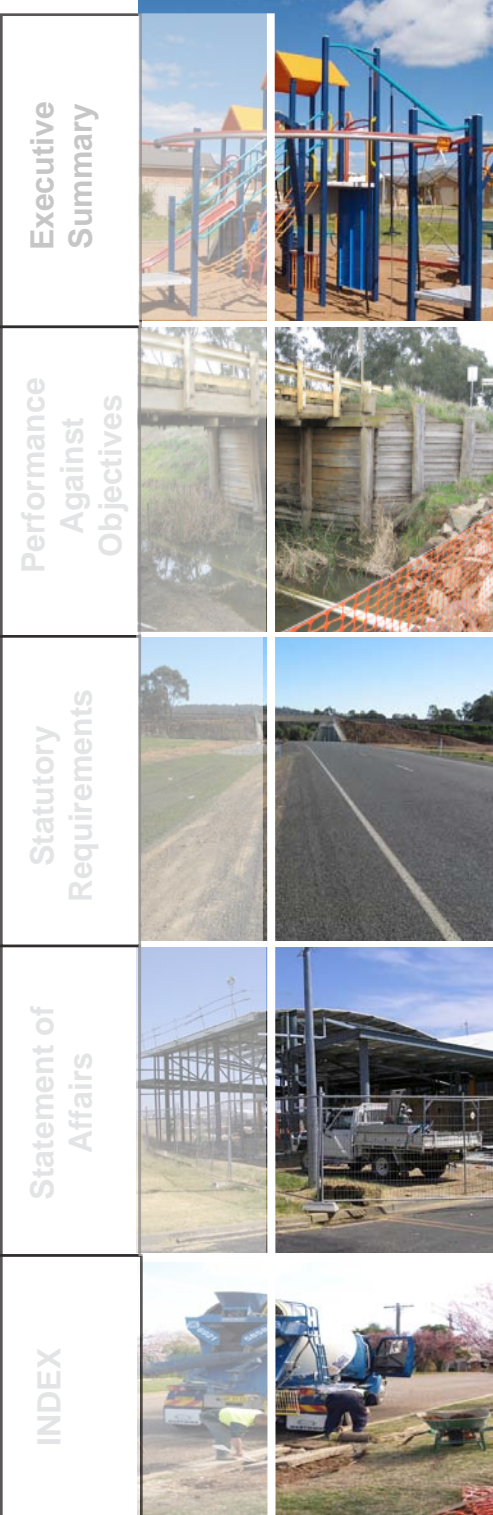 Executive
Summary
Performance
Against
Objectives
Statutory
Requirements
Statement of
Affairs
INDEX